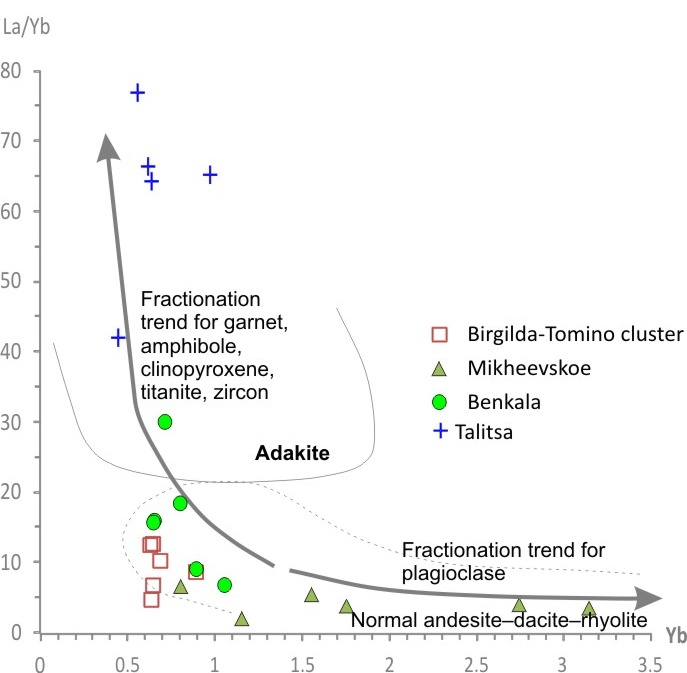 La/Yb
80
70
60
50
40
30
20
10
0
Fractionation
trend for garnet,
amphibole,
clinopyroxene,
titanite, zircon
Adakite
Birgilda-Tomino cluster
Mikheevskoe
Benkala
Talitsa
Fractionation trend for
plagioclase
Normal andesite–dacite–rhyolite
Yb
0 0.5 1 1.5 2 2.5 3 3.5